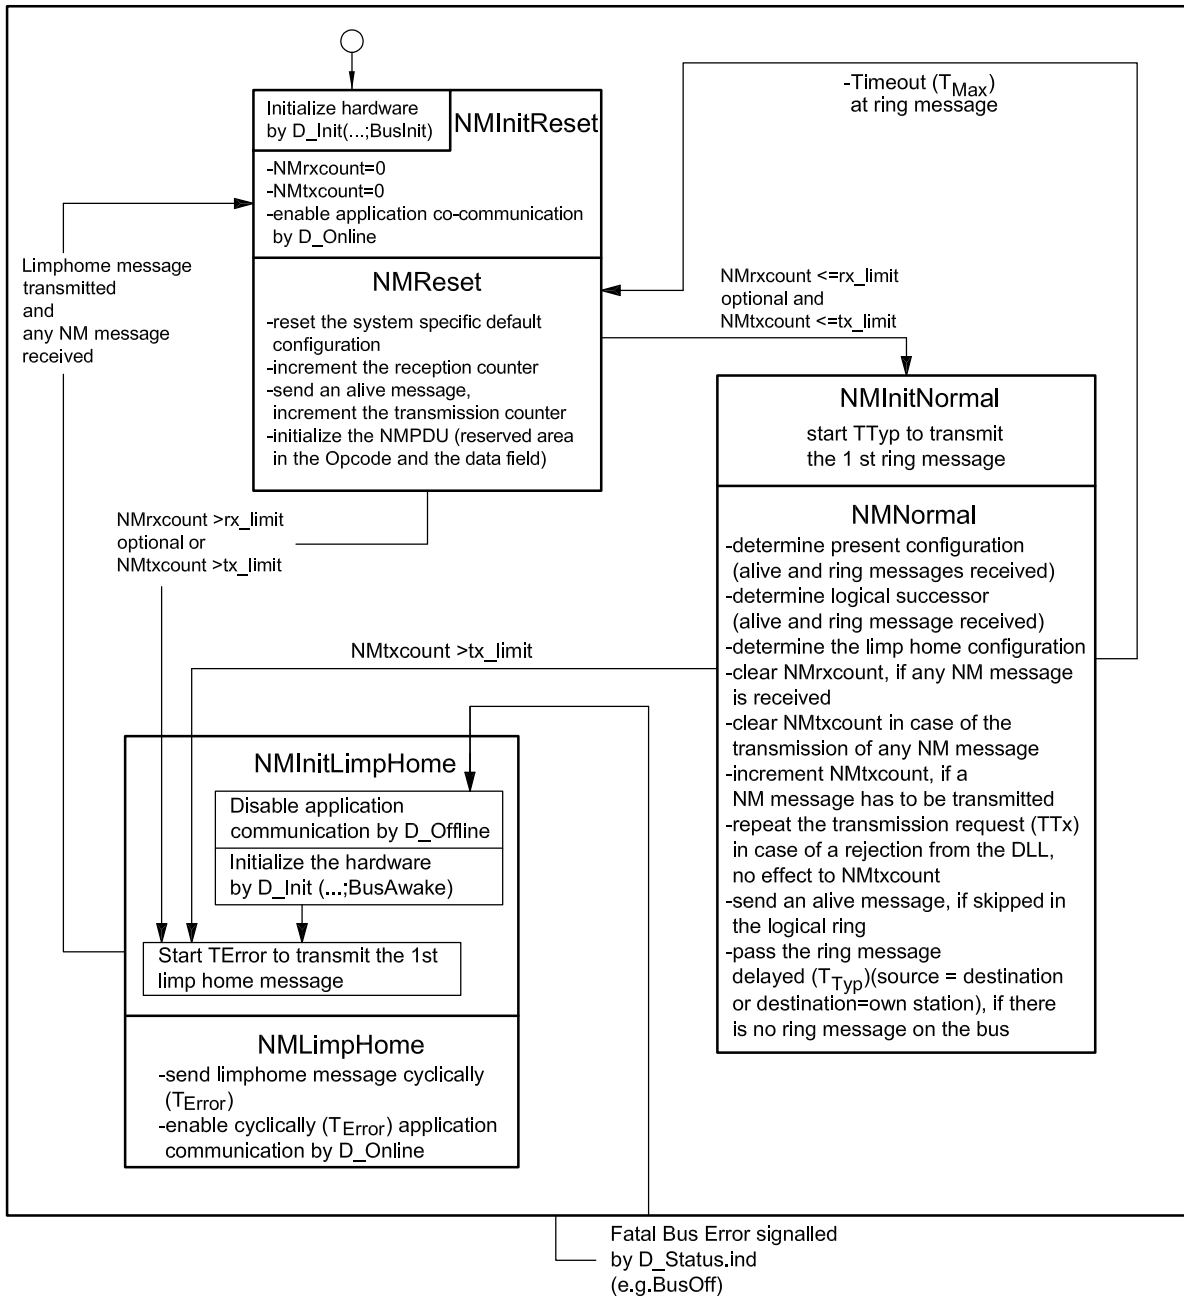 Initialize hardware
by D_Init(...;BusInit)
NMInitReset
-NMrxcount=0
-NMtxcount=0
-enable application co-communication
by D_Online
NMReset
-reset the system specific default
configuration
-increment the reception counter
-send an alive message,
increment the transmission counter
-initialize the NMPDU (reserved area
in the Opcode and the data field)
-Timeout (TMax)
at ring message
Limphome message
transmitted
and
any NM message
received
NMrxcount <=rx_limit
optional and
NMtxcount <=tx_limit
NMInitNormal
start TTyp to transmit
the 1 st ring message
NMNormal
-determine present configuration
(alive and ring messages received)
-determine logical successor
(alive and ring message received)
-determine the limp home configuration
-clear NMrxcount, if any NM message
is received
-clear NMtxcount in case of the
transmission of any NM message
-increment NMtxcount, if a
NM message has to be transmitted
-repeat the transmission request (TTx)
in case of a rejection from the DLL,
no effect to NMtxcount
-send an alive message, if skipped in
the logical ring
-pass the ring message
delayed (TTyp)(source = destination
or destination=own station), if there
is no ring message on the bus
NMrxcount >rx_limit
optional or
NMtxcount >tx_limit
NMtxcount >tx_limit
NMInitLimpHome
Disable application
communication by D_Offline
Initialize the hardware
by D_Init (...;BusAwake)
Start TError to transmit the 1st
limp home message
NMLimpHome
-send limphome message cyclically
(TError)
-enable cyclically (TError) application
communication by D_Online
Fatal Bus Error signalled
by D_Status.ind
(e.g.BusOff)